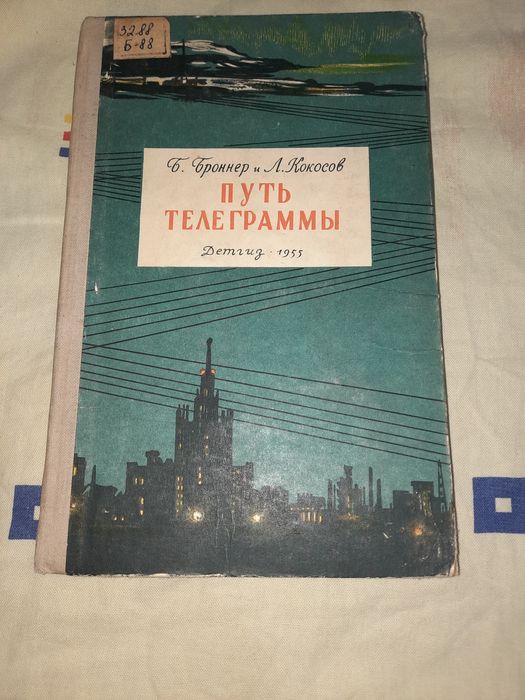 32.88
Б-88
Б. Броннер и Л. Кокосов
ПУТЬ
ТЕЛЕГРАММЫ
Детгиз · 1955